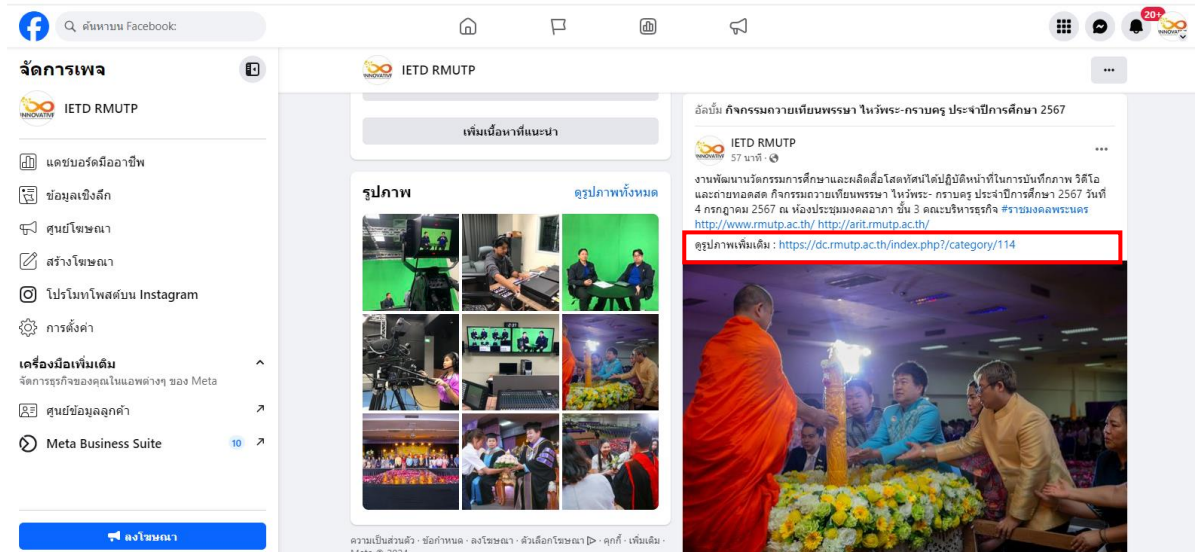 ค้นหาบน Facebook:
20+
จัดการเพจ
IETD RMUTP
แดชบอร์ดมืออาชีพ
ข้อมูลเชิงลึก
ศูนย์โฆษณา
สร้างโฆษณา
โปรโมทโพสต์บน Instagram
การตั้งค่า
เครื่องมือเพิ่มเติม
จัดการธุรกิจของคุณในแอพต่างๆ ของ Meta
ศูนย์ข้อมูลลูกค้า
Meta Business Suite 10
ลงโฆษณา
IETD RMUTP
เพิ่มเนื้อหาที่แนะนำ
รูปภาพ ดูรูปภาพทั้งหมด
ความเป็นส่วนตัว · ข้อกำหนด · ลงโฆษณา · ตัวเลือกโฆษณา · คุกกี้ · เพิ่มเติม ·
Meta © 2024
อัลบั้ม กิจกรรมถวายเทียนพรรษา ไหว้พระ-กราบครู ประจำปีการศึกษา 2567
IETD RMUTP
57 นาที ·
งานพัฒนานวัตกรรมการศึกษาและผลิตสื่อโสตทัศน์ได้ปฏิบัติหน้าที่ในการบันทึกภาพ วิดีโอ
และถ่ายทอดสด กิจกรรมถวายเทียนพรรษา ไหว้พระ- กราบครู ประจำปีการศึกษา 2567 วันที่
4 กรกฎาคม 2567 ณ ห้องประชุมมงคลอาภา ชั้น 3 คณะบริหารธุรกิจ #ราชมงคลพระนคร
http://www.rmutp.ac.th/ http://arit.rmutp.ac.th/
ดูรูปภาพเพิ่มเติม : https://dc.rmutp.ac.th/index.php?/category/114